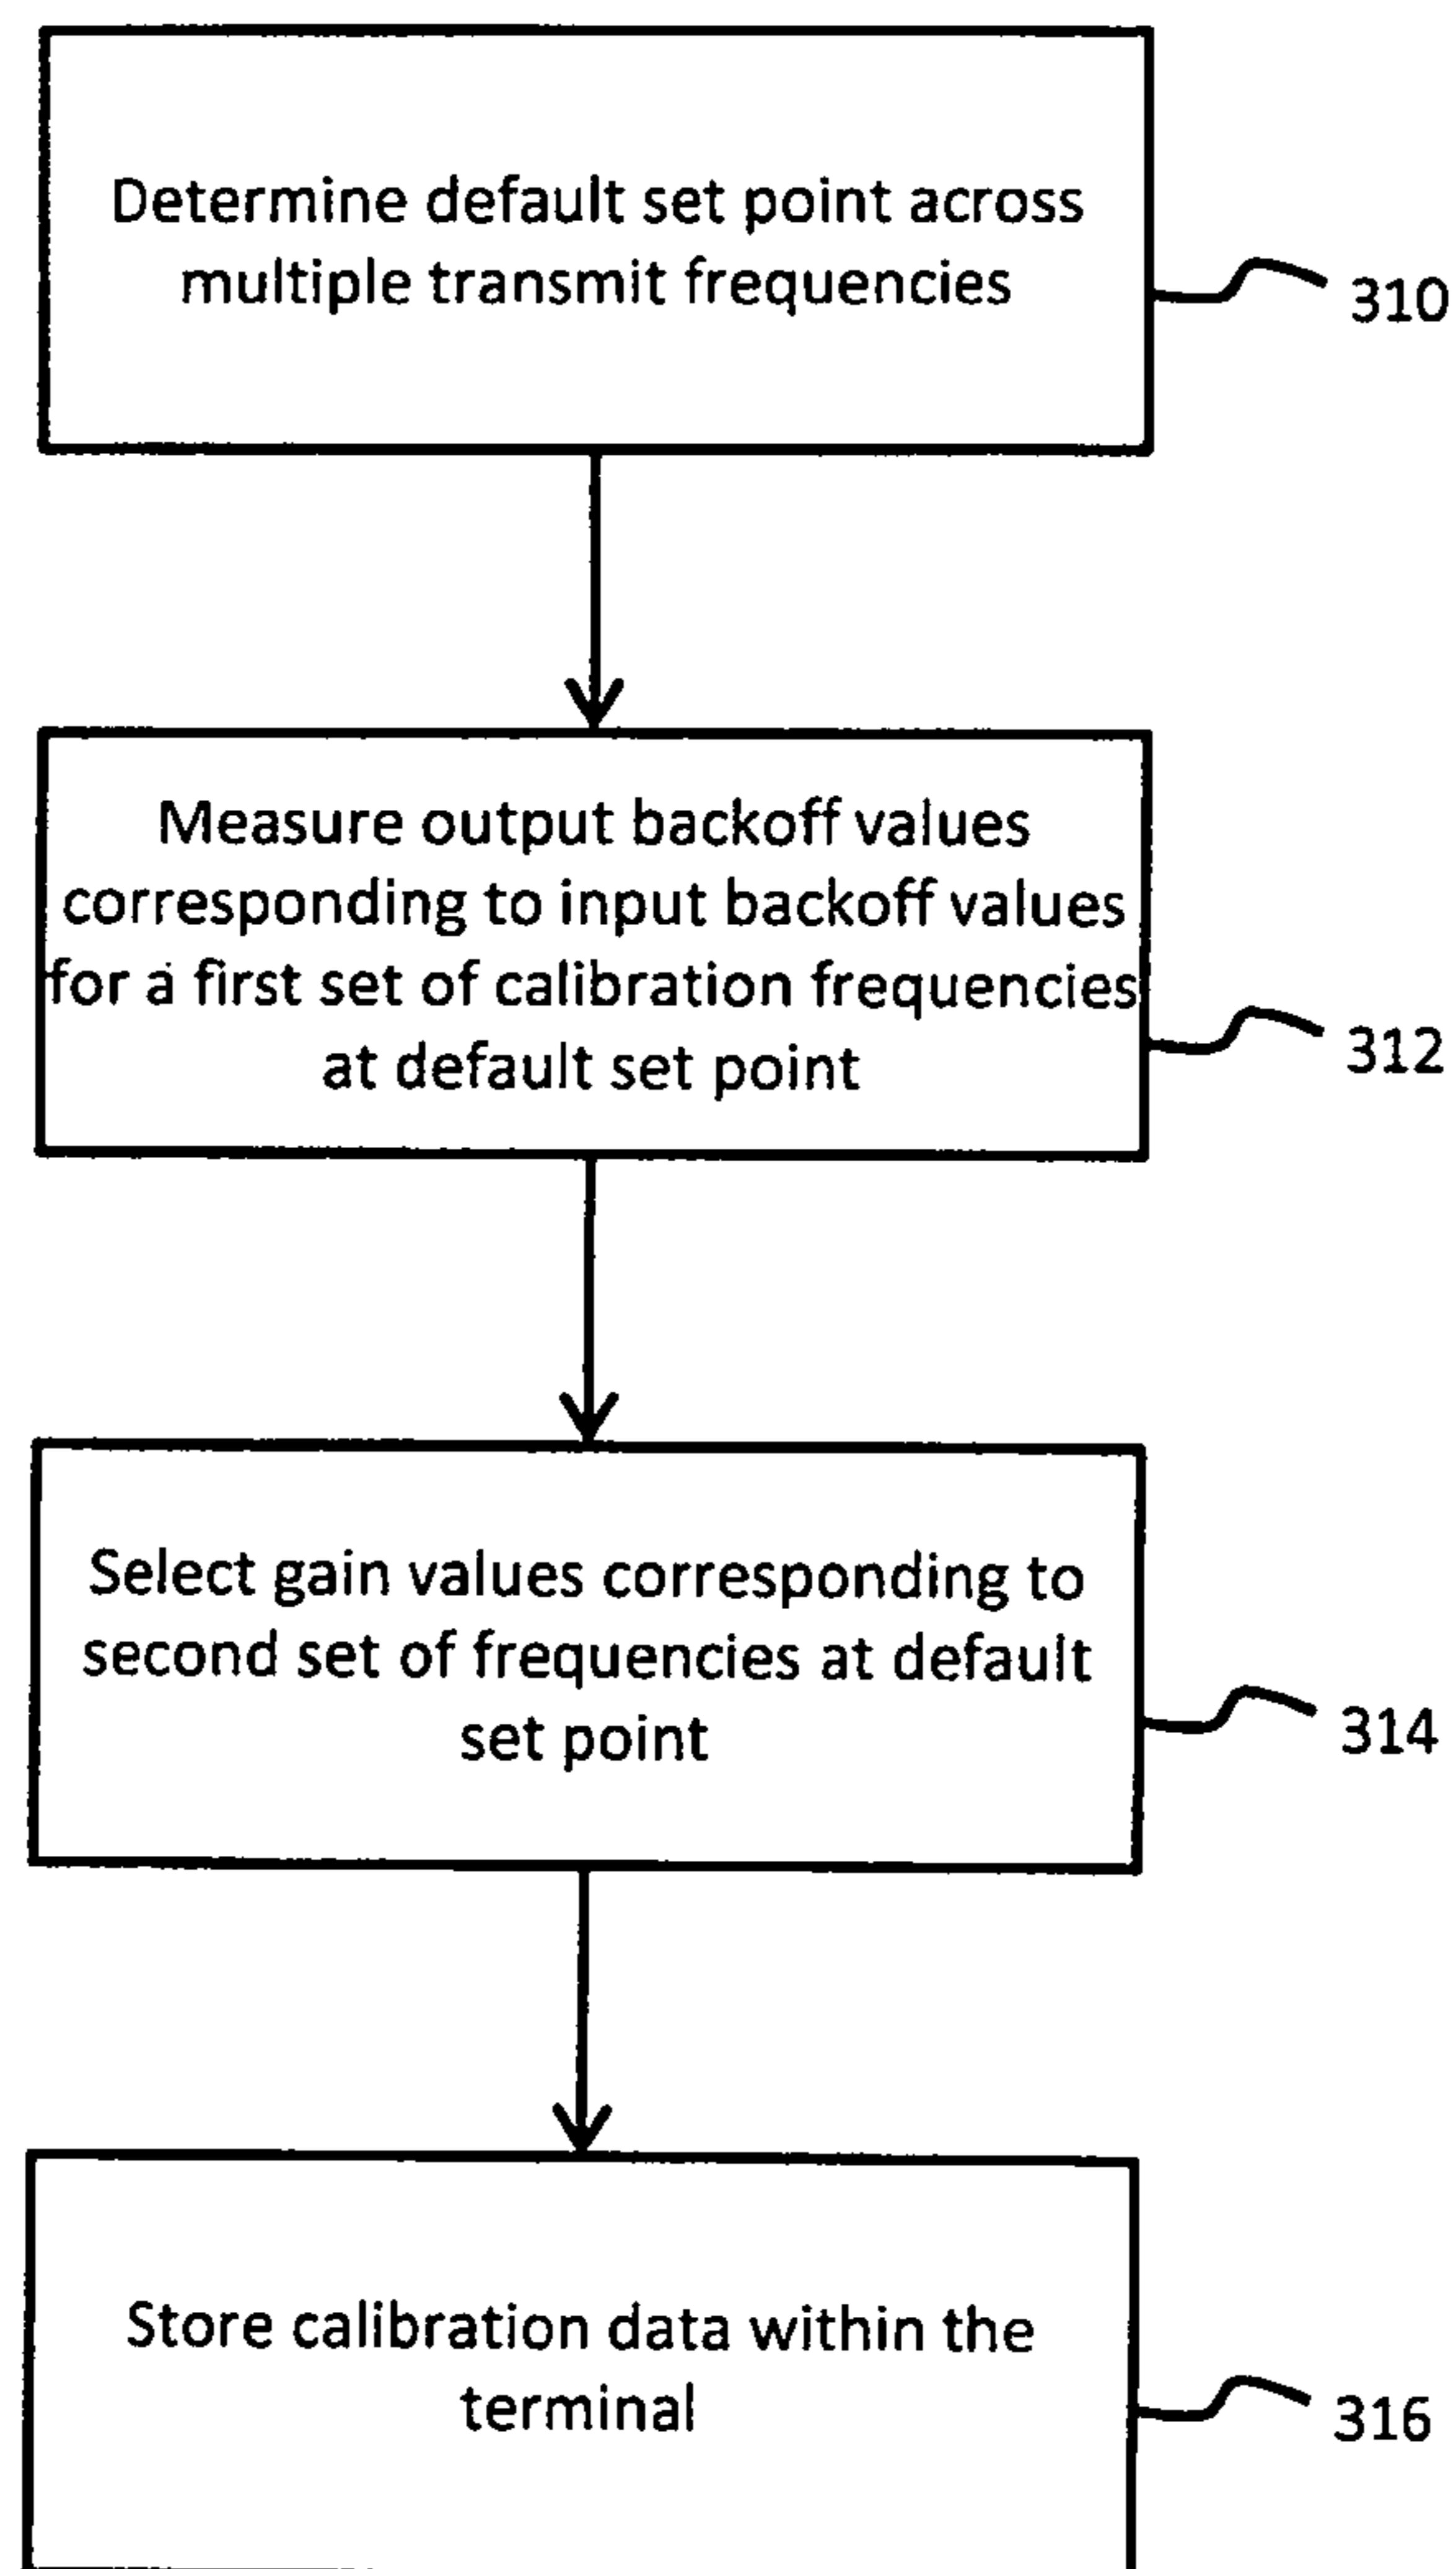 Determine default set point across
multiple transmit frequencies
310
Measure output backoff values
corresponding to input backoff values
for a first set of calibration frequencies
at default set point
312
Select gain values corresponding to
second set of frequencies at default
set point
314
Store calibration data within the
terminal
316